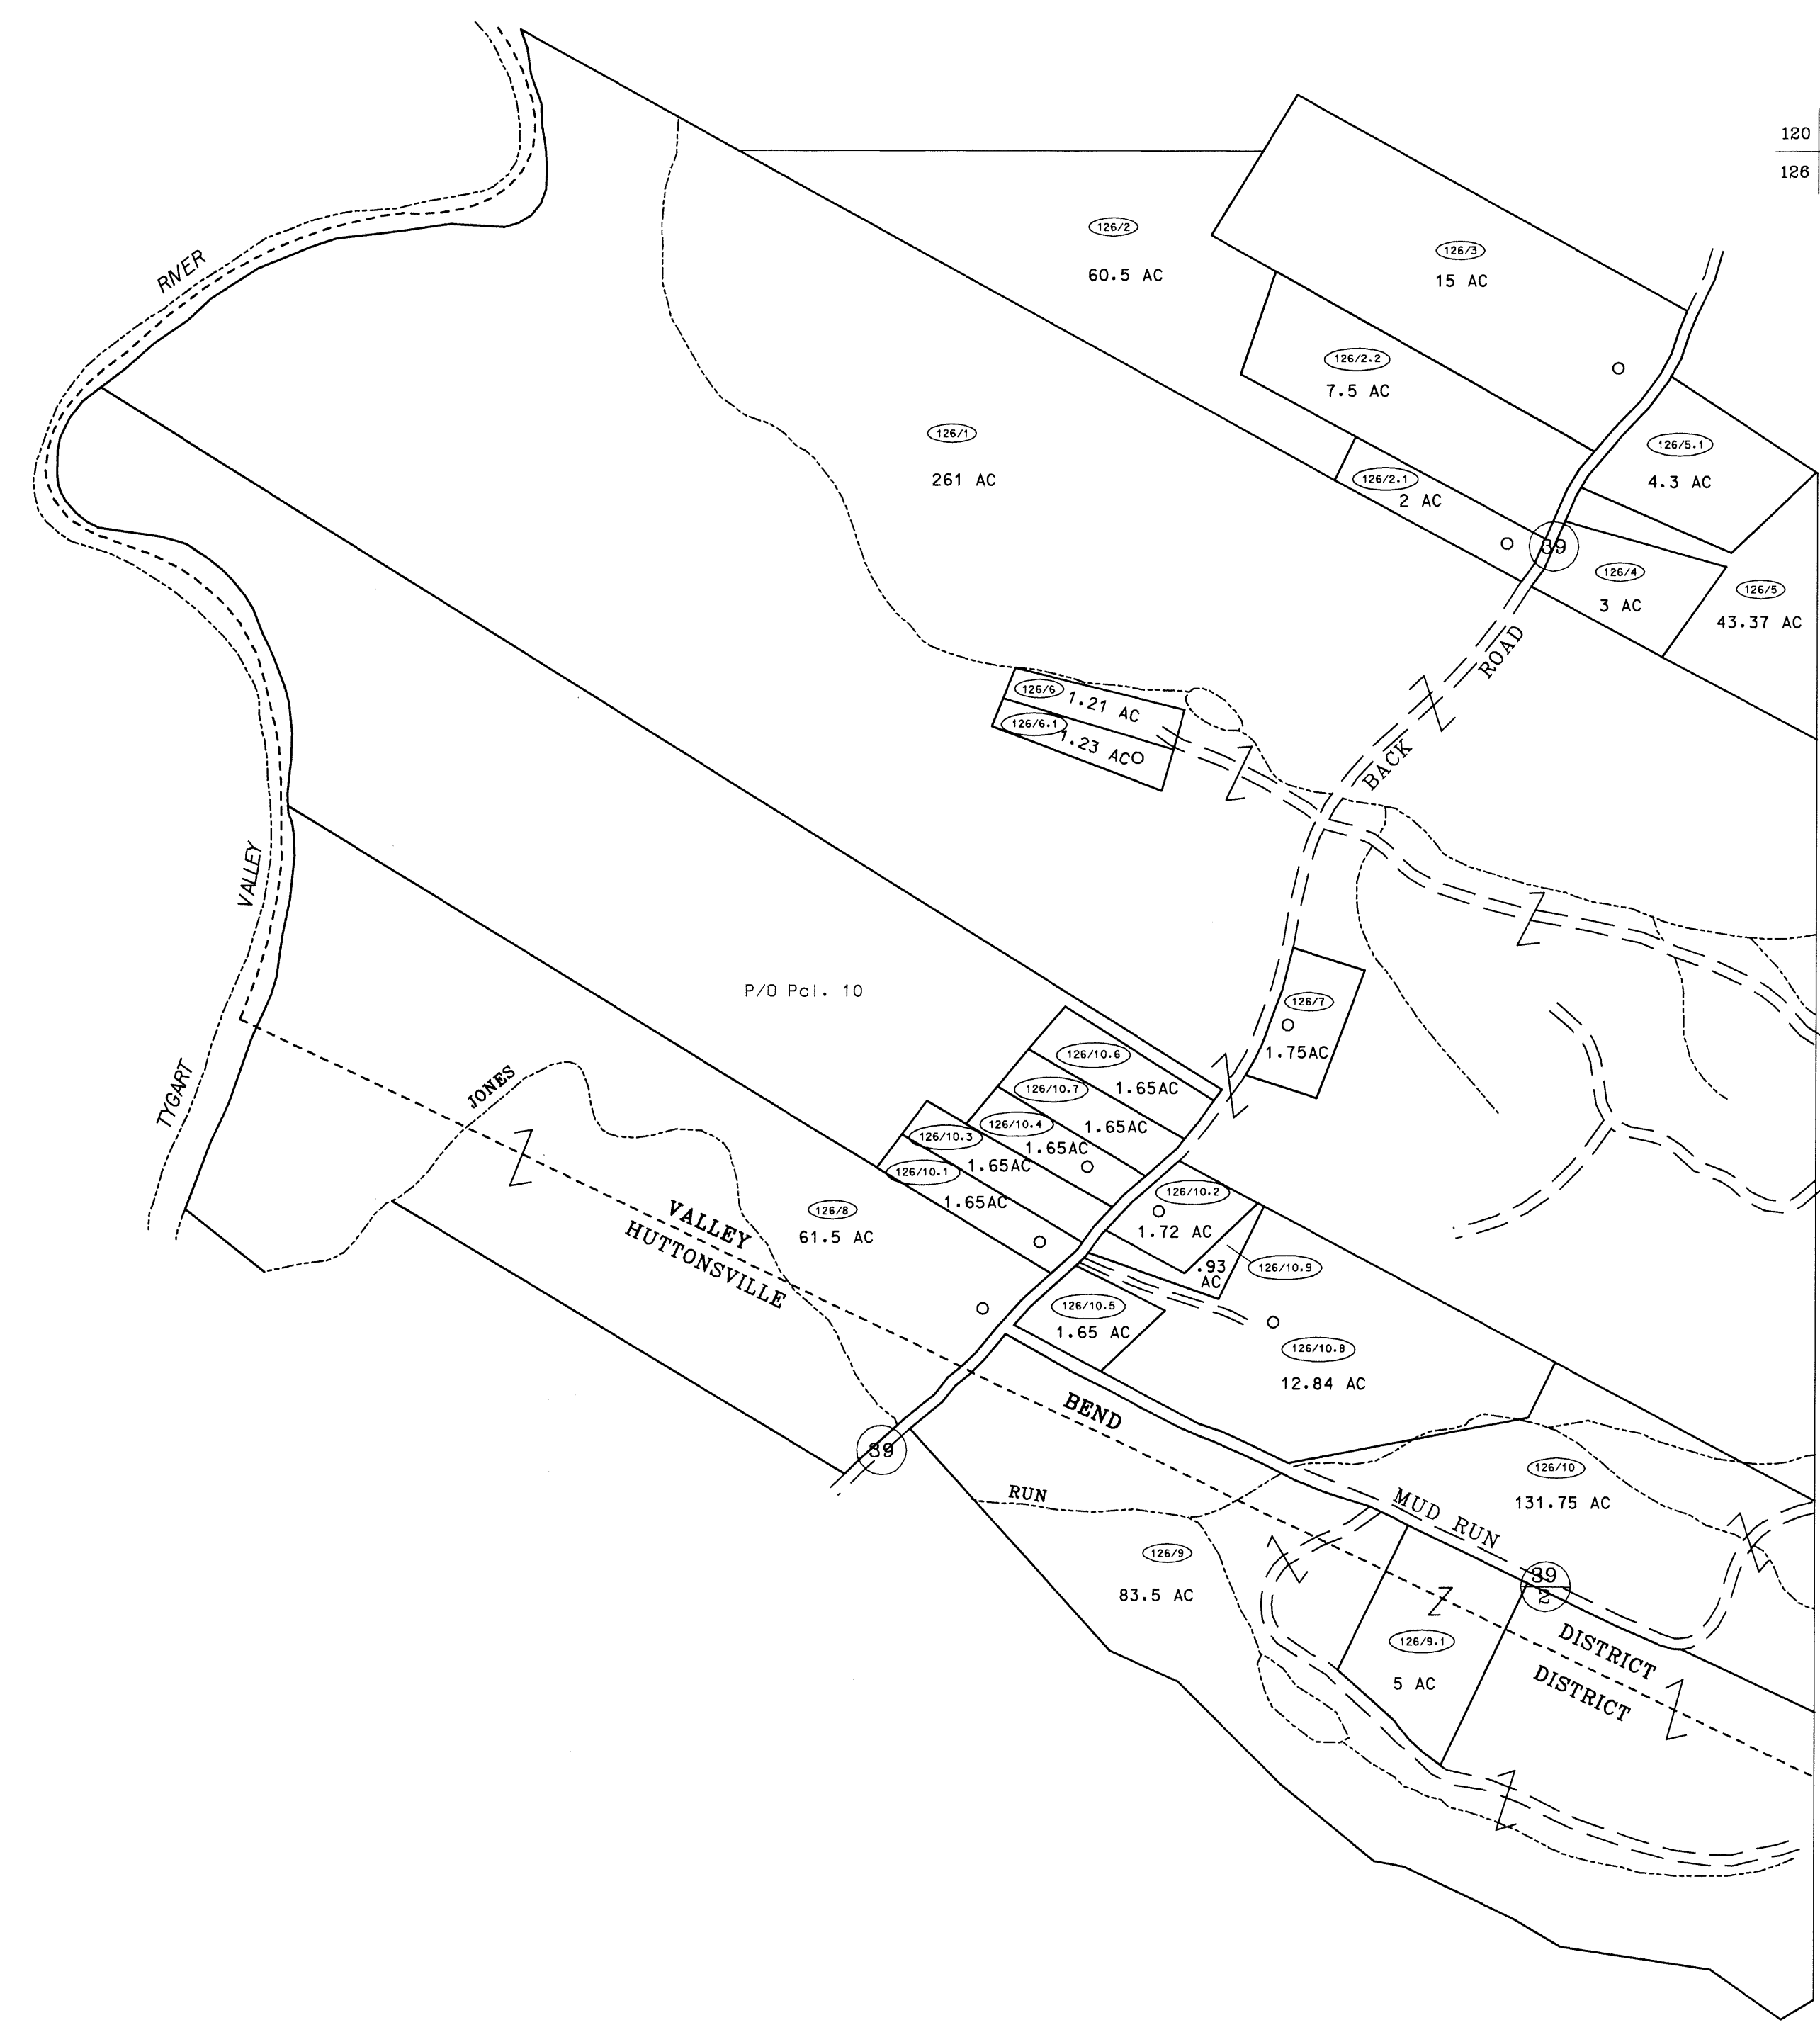 120
126
RIVER
126/2
60.5 AC
126/3
15 AC
126/2.2
7.5 AC
126/5.1
4.3 AC
126/1
261 AC
126/2.1
2 AC
39
126/4
3 AC
126/5
43.37 AC
BACK ROAD
126/6
1.21 AC
126/6.1
1.23 AC
TYGART VALLEY
P/O Pcl. 10
126/7
1.75AC
126/10.6
1.65AC
126/10.7
1.65AC
126/10.4
1.65AC
126/10.3
1.65AC
126/10.1
1.65AC
JONES
126/10.2
1.72 AC
126/8
61.5 AC
VALLEY
HUTTONSVILLE
.93
AC
126/10.9
126/10.5
1.65 AC
126/10.8
12.84 AC
BEND
39
RUN
126/10
131.75 AC
MUD RUN
126/9
83.5 AC
39
2
126/9.1
5 AC
DISTRICT
DISTRICT